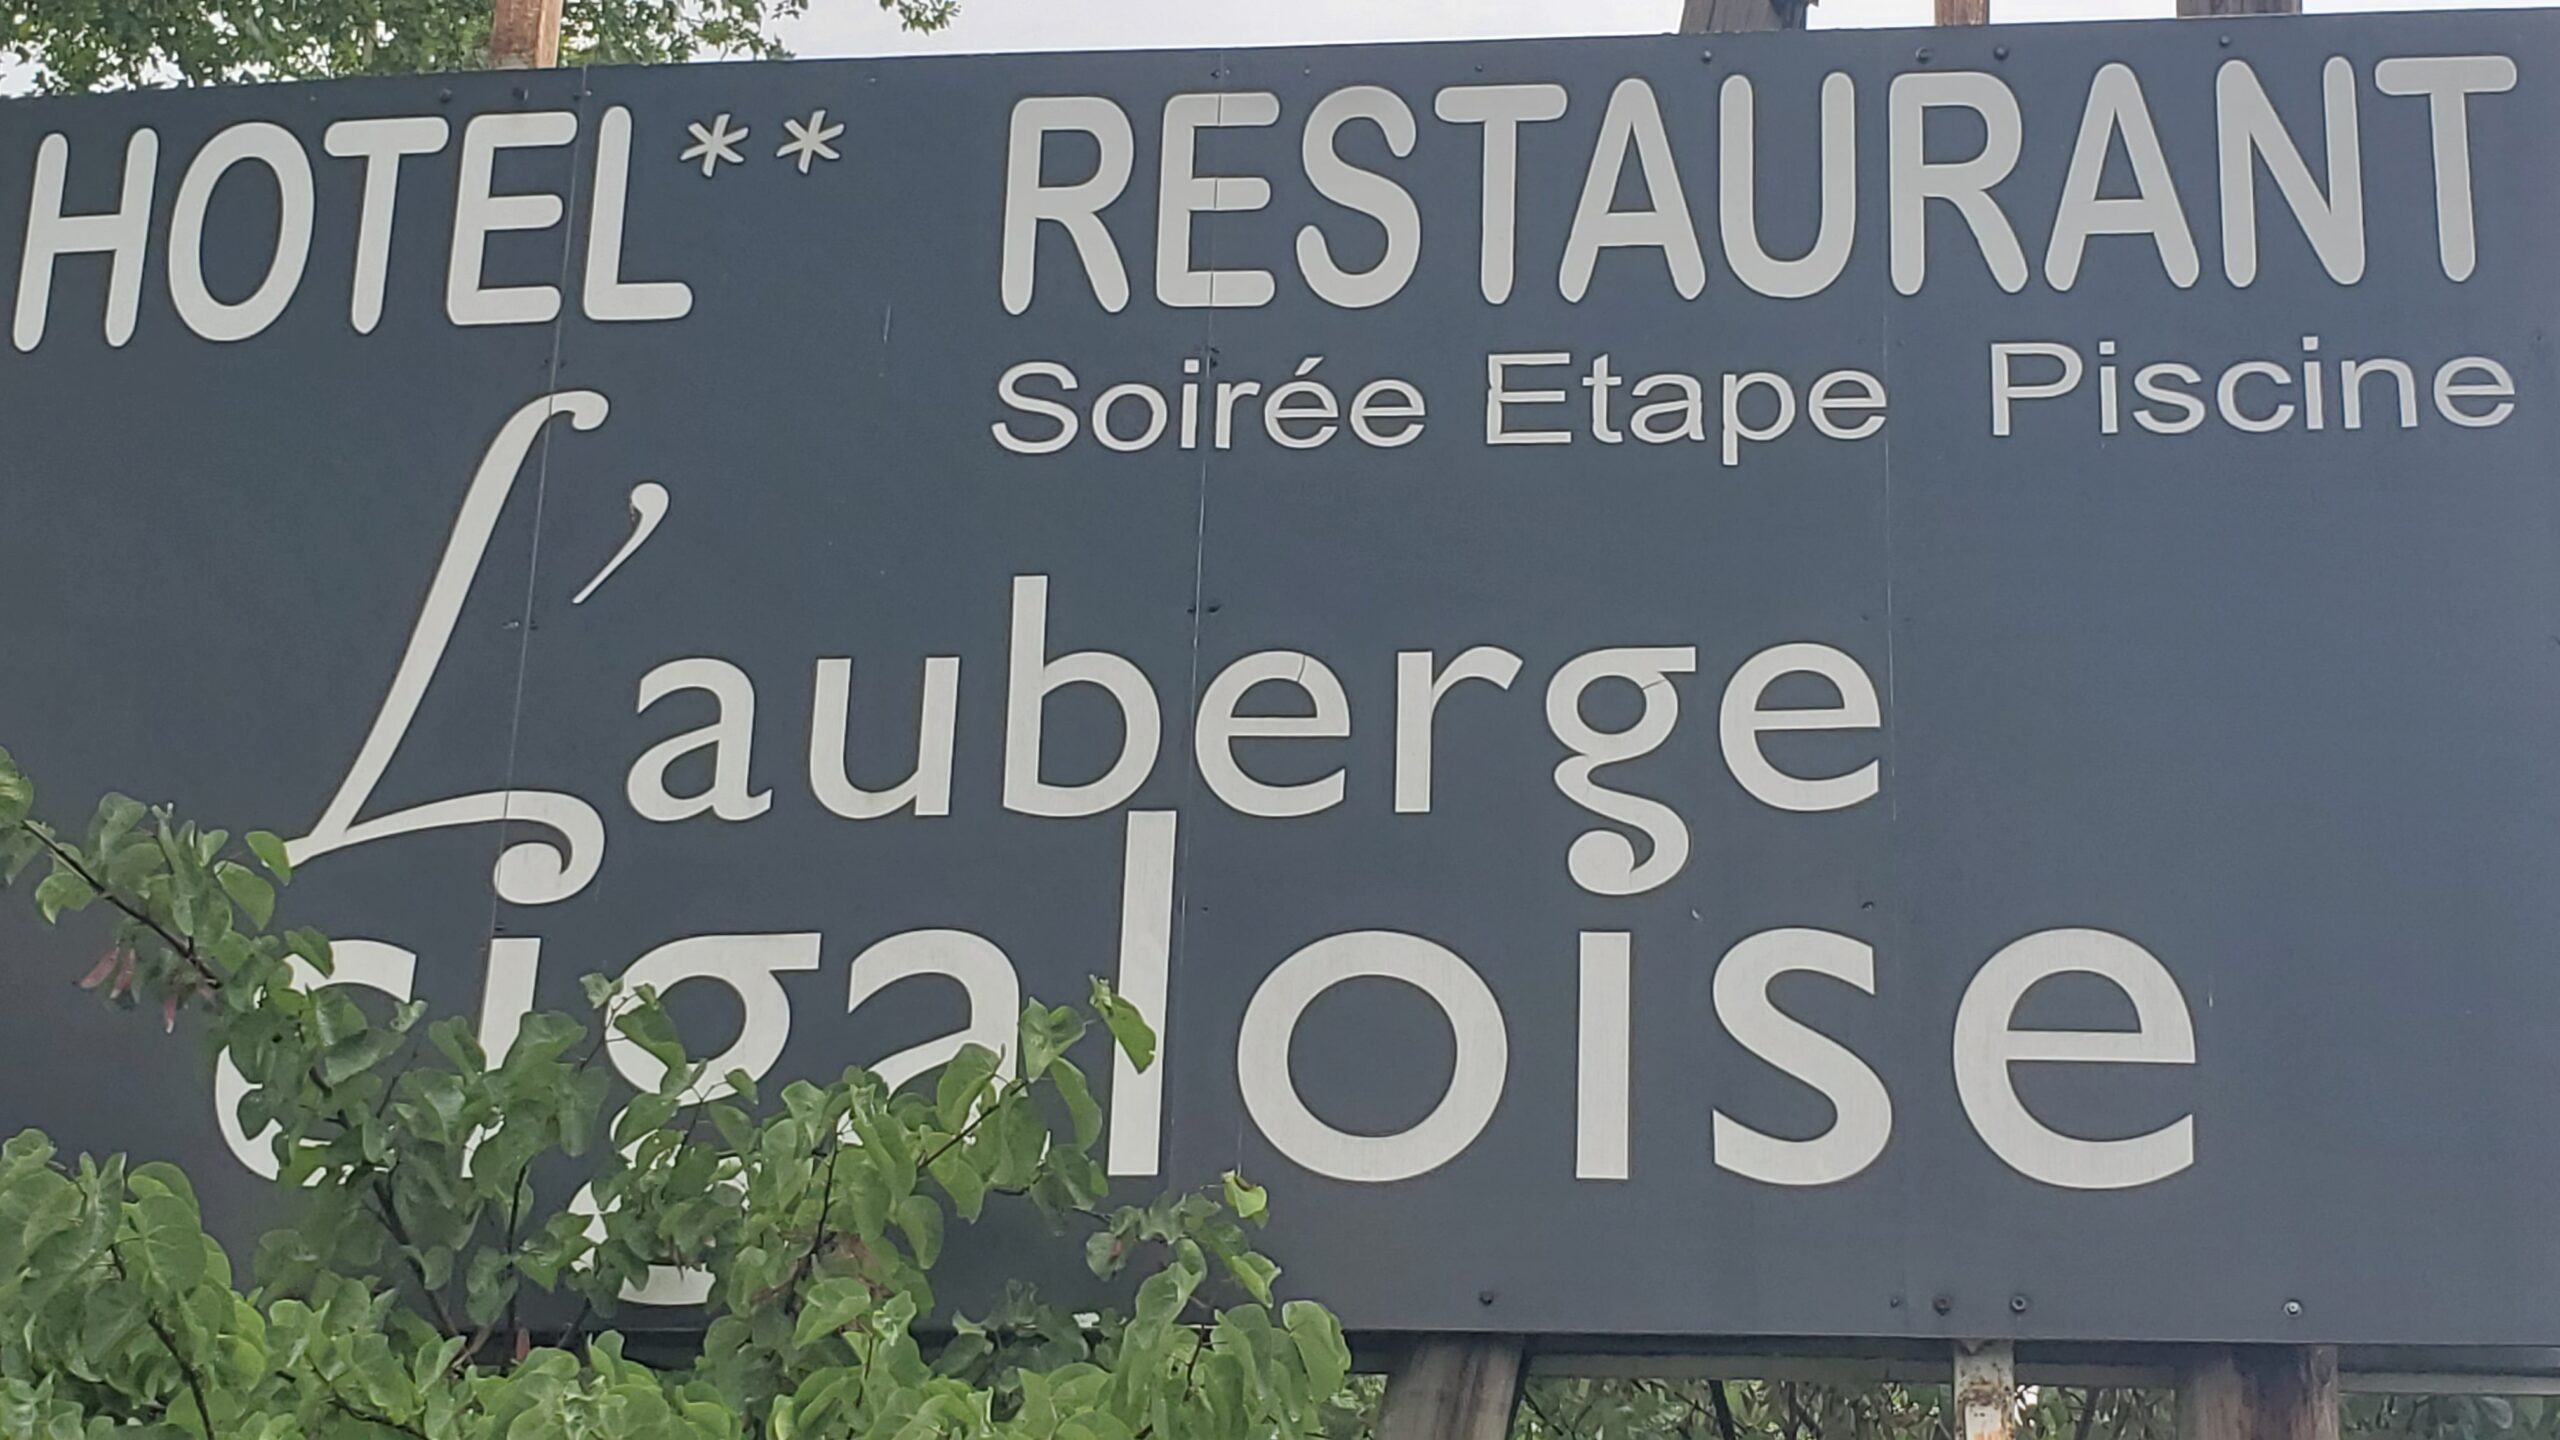 HOTEL** RESTAURANT
Soirée Etape Piscine
L'auberge
cigaloise